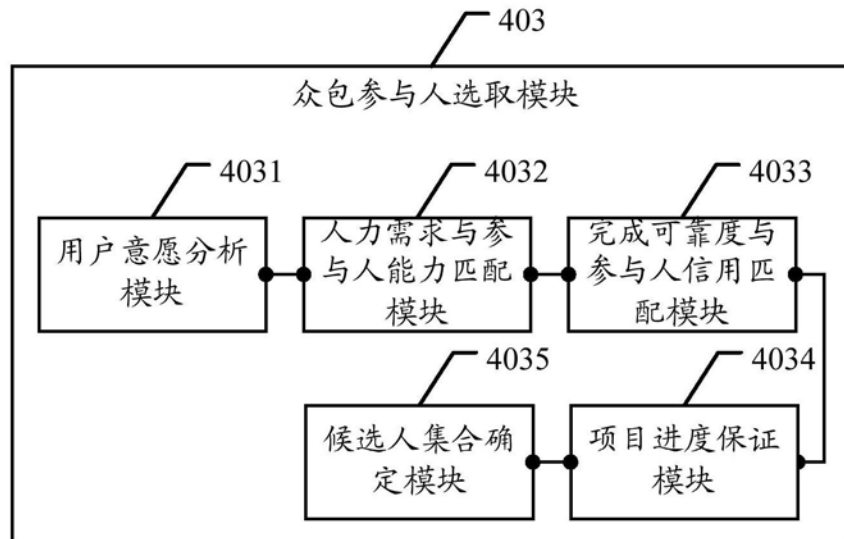 403
众包参与人选取模块
4031
4032
4033
用户意愿分析
模块
人力需求与参
与人能力匹配
模块
完成可靠度与
参与人信用匹
配模块
4035
4034
候选人集合确
定模块
项目进度保证
模块